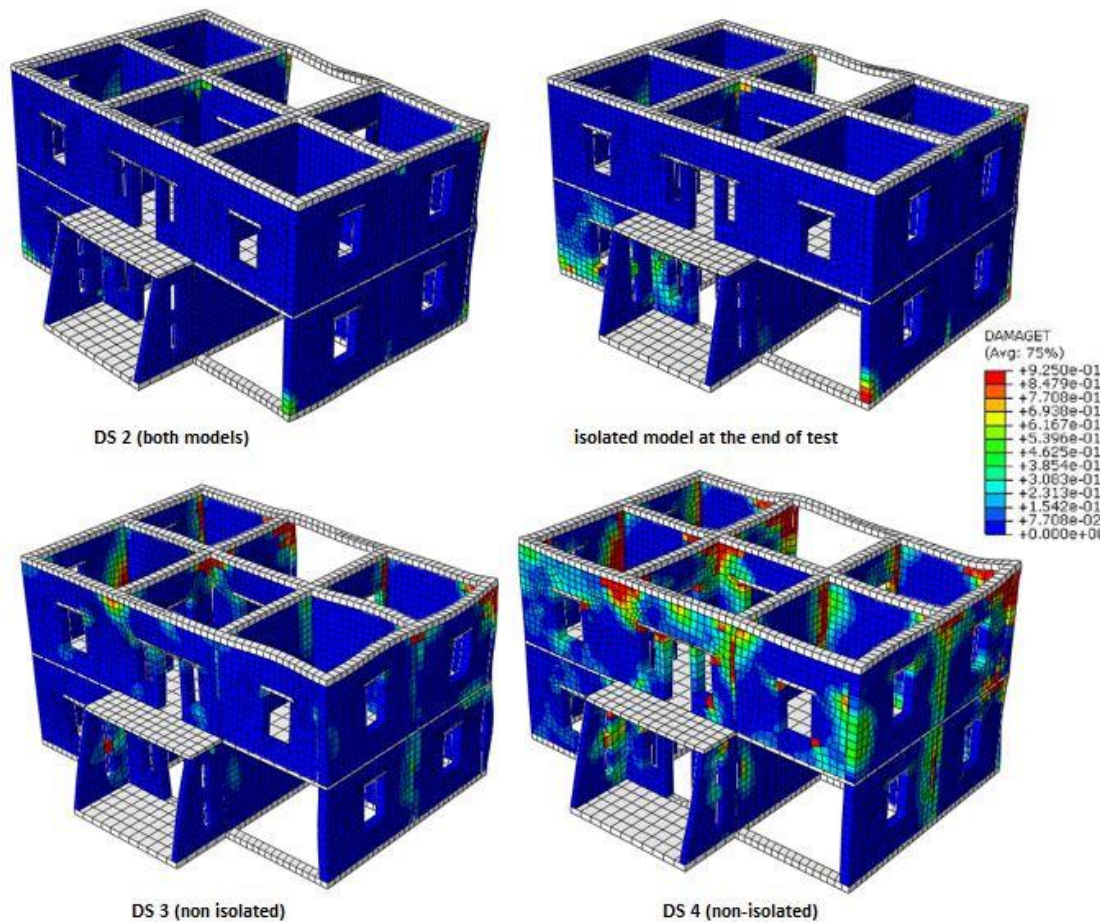 DS 2 (both models)
isolated model at the end of test
DAMAGET
(Avg: 75%)
+9.250e-01
+8.479e-01
+7.708e-01
+6.938e-01
+6.167e-01
+5.396e-01
+4.625e-01
+3.854e-01
+3.083e-01
+2.313e-01
+1.542e-01
+7.708e-02
+0.000e+00
DS 3 (non isolated)
DS 4 (non-isolated)